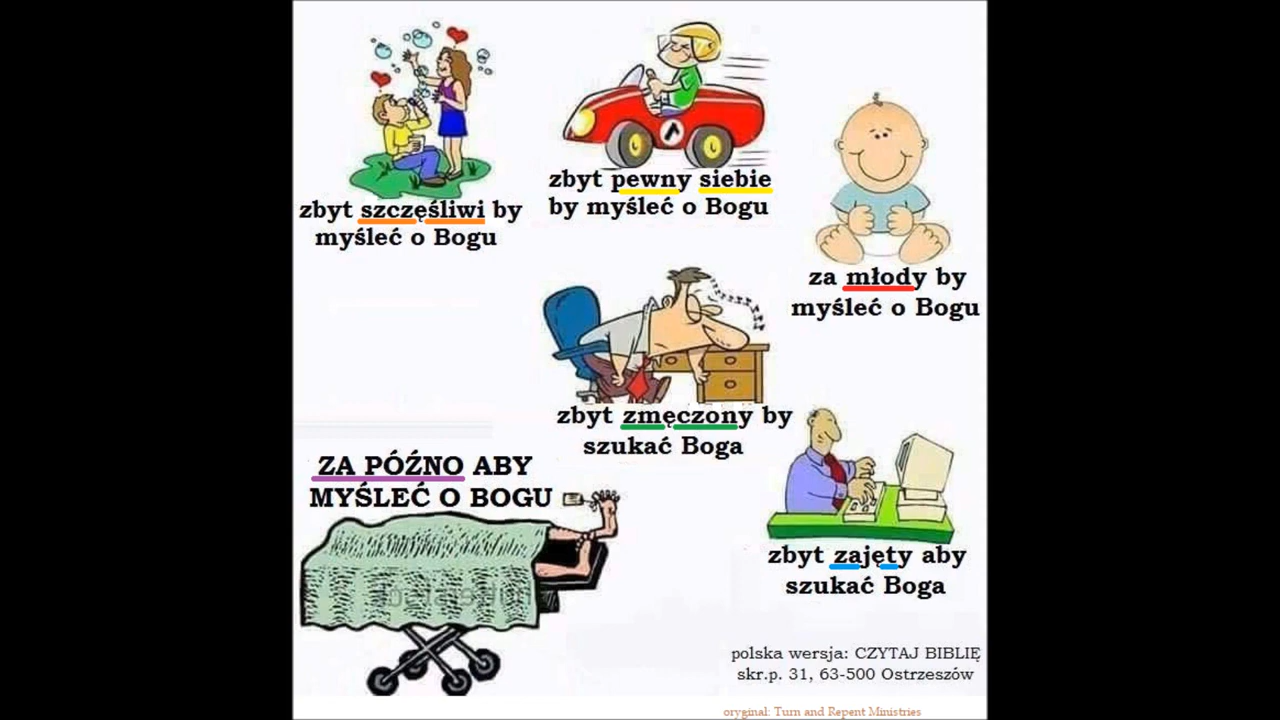 zbyt szczęśliwi by
myśleć o Bogu
zbyt pewny siebie
by myśleć o Bogu
za młody by
myśleć o Bogu
zbyt zmęczony by
szukać Boga
zbyt zajęty aby
szukać Boga
ZA PÓŹNO ABY
MYŚLEĆ O BOGU
polska wersja: CZYTAJ BIBLIĘ
skr.p. 31, 63-500 Ostrzeszów
oryginal: Turn and Repent Ministries